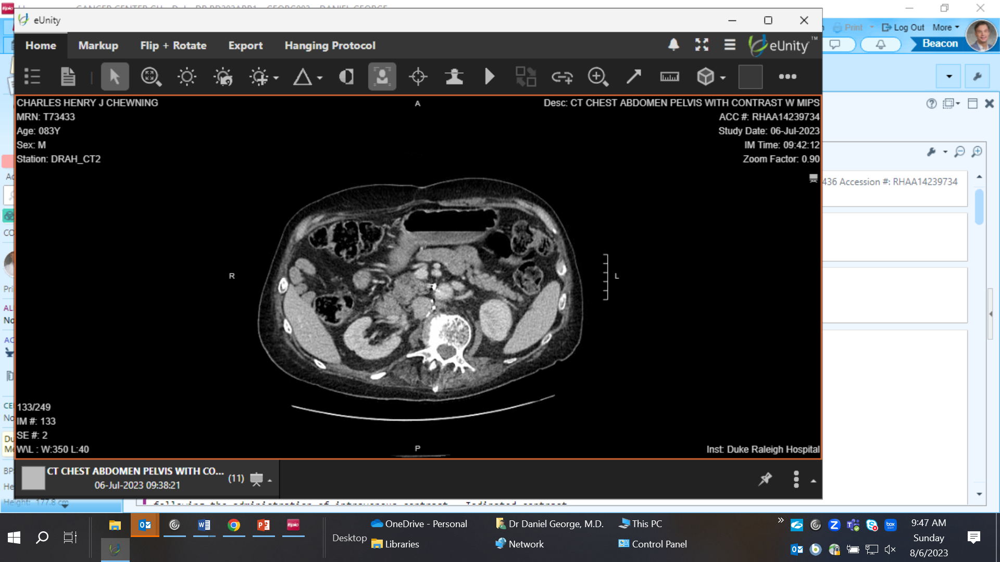 eUnity
Print
Log Out
More
Beacon
Home
Markup
Flip + Rotate
Export
Hanging Protocol
eUnity™
CHARLES HENRY J CHEWNING
MRN: T73433
Age: 083Y
Sex: M
Station: DRAH_CT2
A
Desc: CT CHEST ABDOMEN PELVIS WITH CONTRAST W MIPS
ACC #: RHAA14239734
Study Date: 06-Jul-2023
IM Time: 09:42:12
Zoom Factor: 0.90
436 Accession #: RHAA14239734
R
L
133/249
IM #: 133
SE #: 2
W\L : W:350 L:40
P
Inst: Duke Raleigh Hospital
CT CHEST ABDOMEN PELVIS WITH CO...
(11)
06-Jul-2023 09:38:21
Height: 177.8 cm
following the administration of intravenous contrast. Iodinated contrast
Desktop
OneDrive - Personal
Dr Daniel George, M.D.
This PC
Libraries
Network
Control Panel
9:47 AM
Sunday
8/6/2023